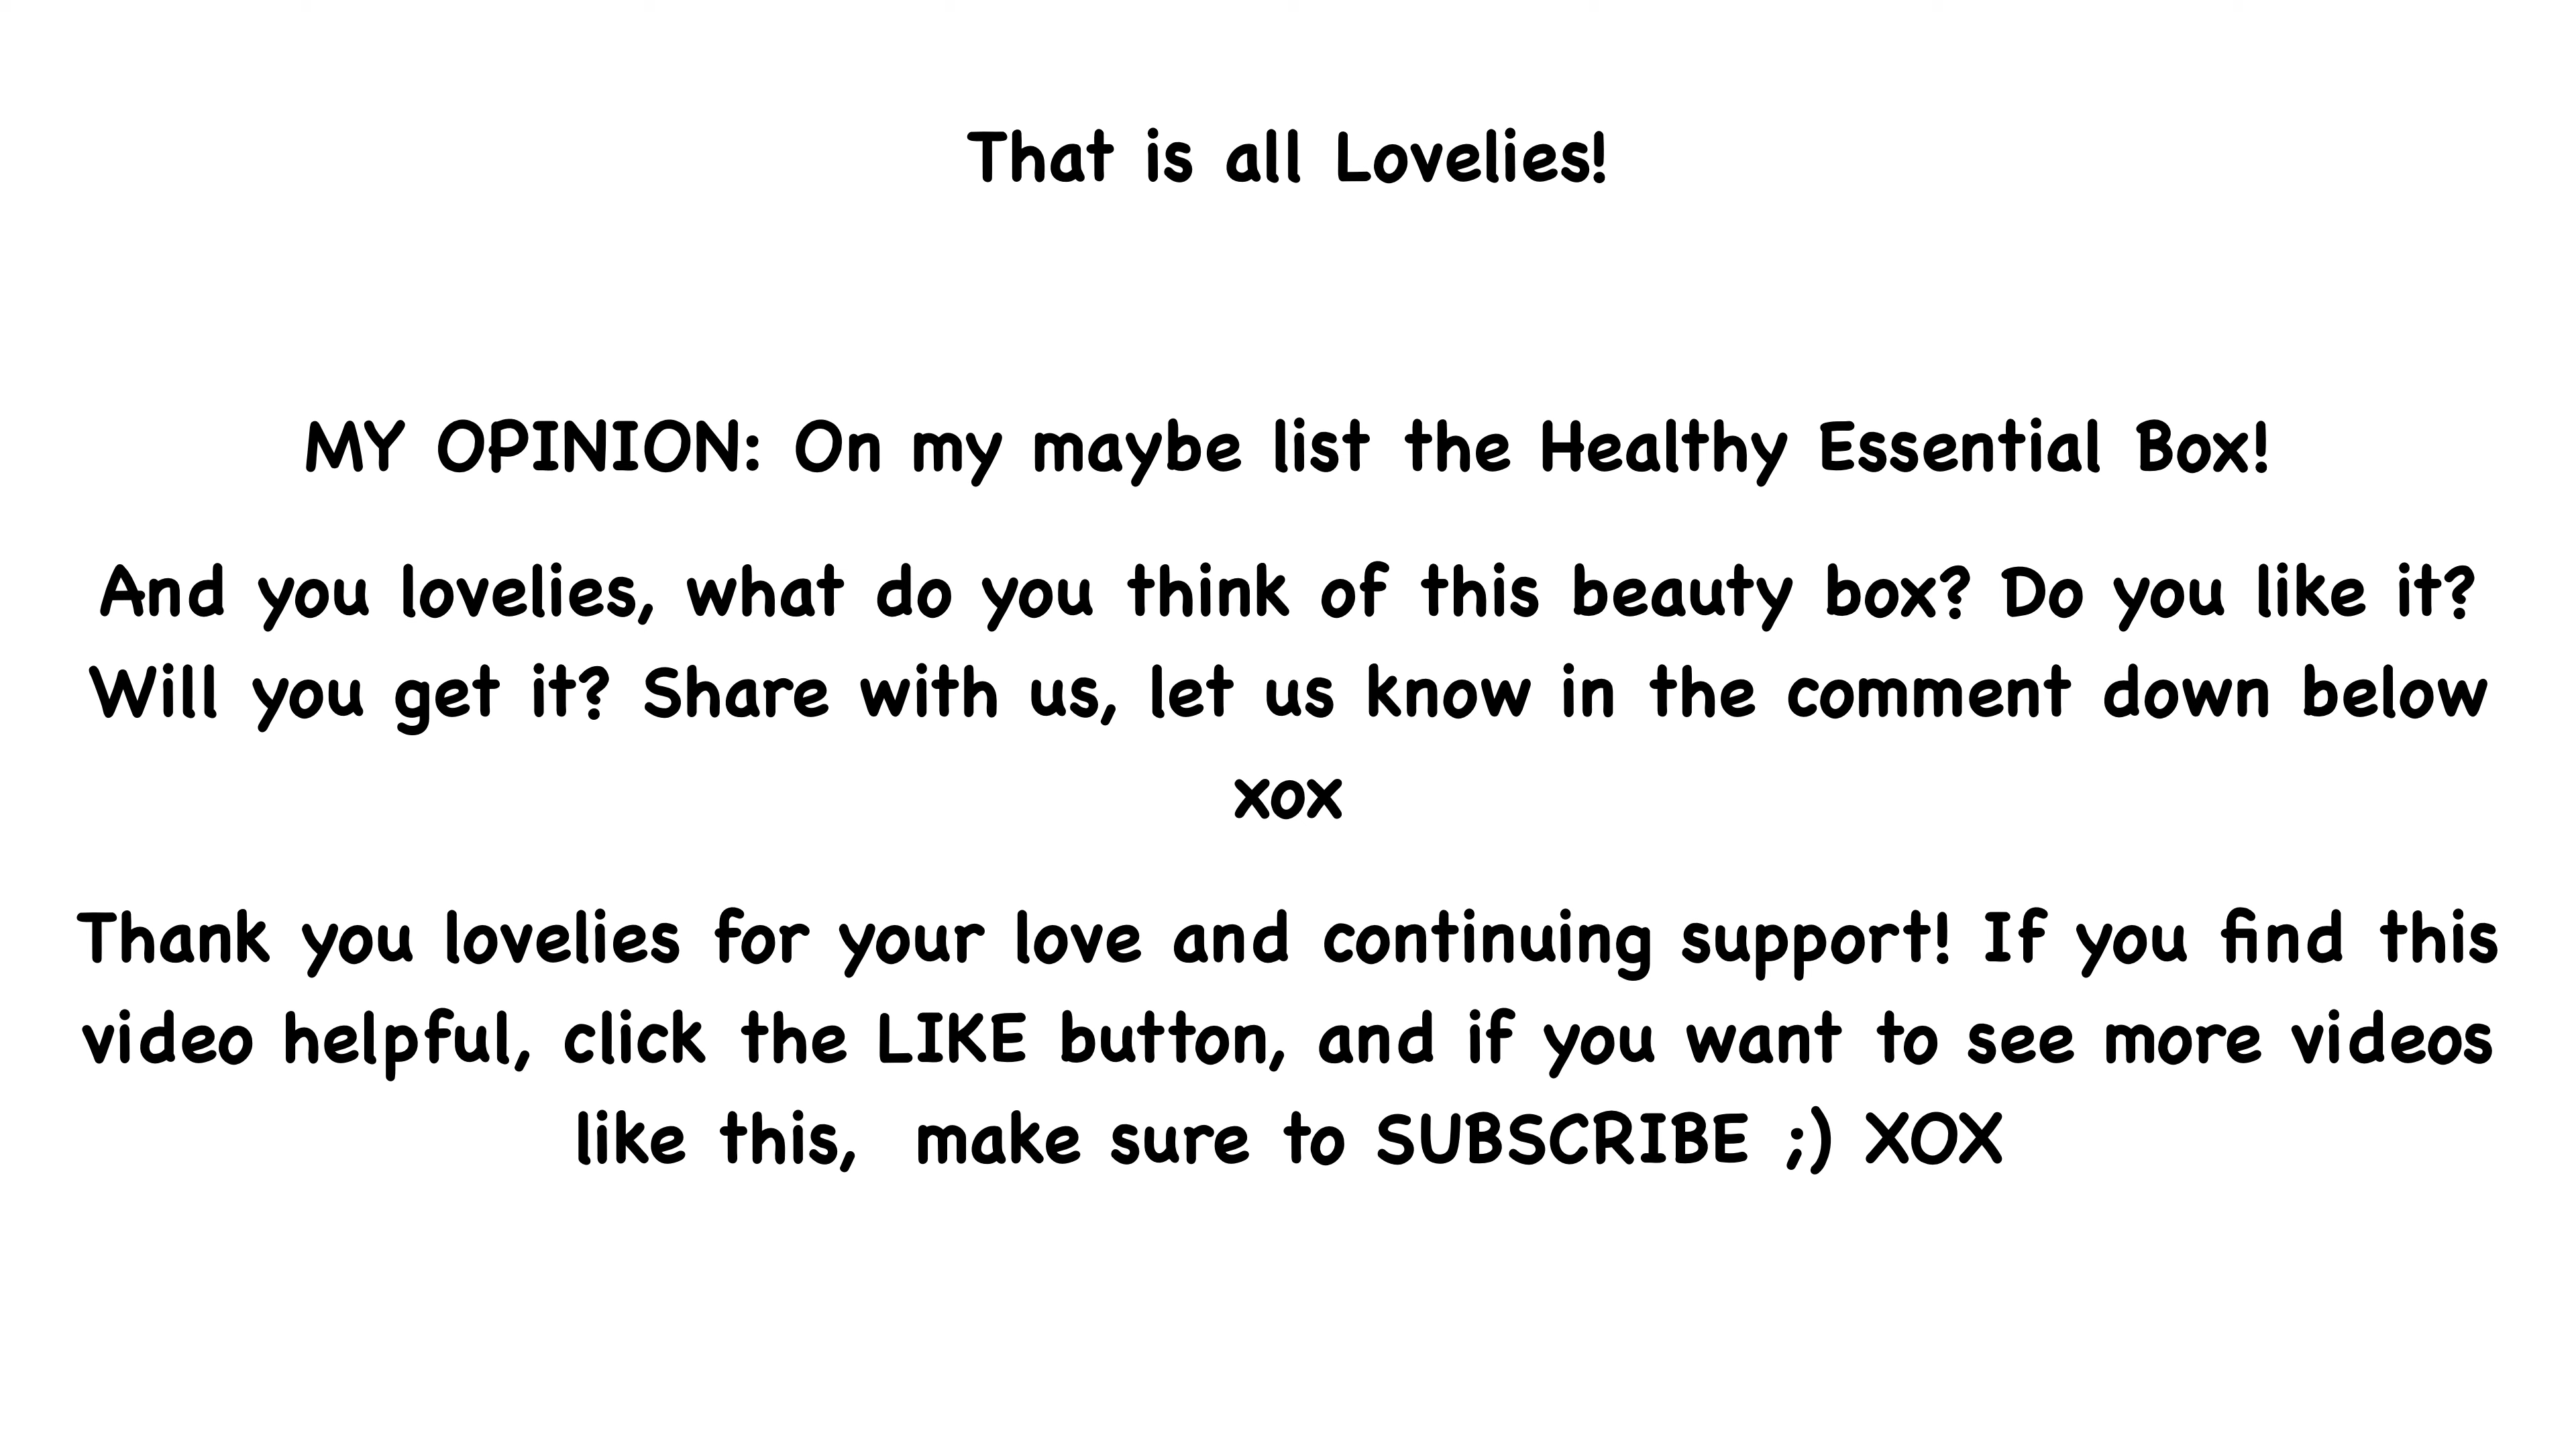 That is all Lovelies!
MY OPINION: On my maybe list the Healthy Essential Box!
And you lovelies, what do you think of this beauty box? Do you like it?
Will you get it? Share with us, let us know in the comment down below
xox
Thank you lovelies for your love and continuing support! If you find this
video helpful, click the LIKE button, and if you want to see more videos
like this,  make sure to SUBSCRIBE ;) XOX